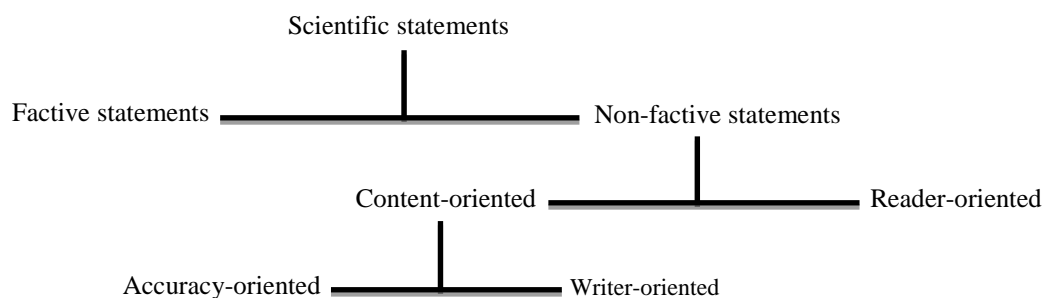 Scientific statements
Factive statements
Non-factive statements
Content-oriented
Reader-oriented
Accuracy-oriented
Writer-oriented